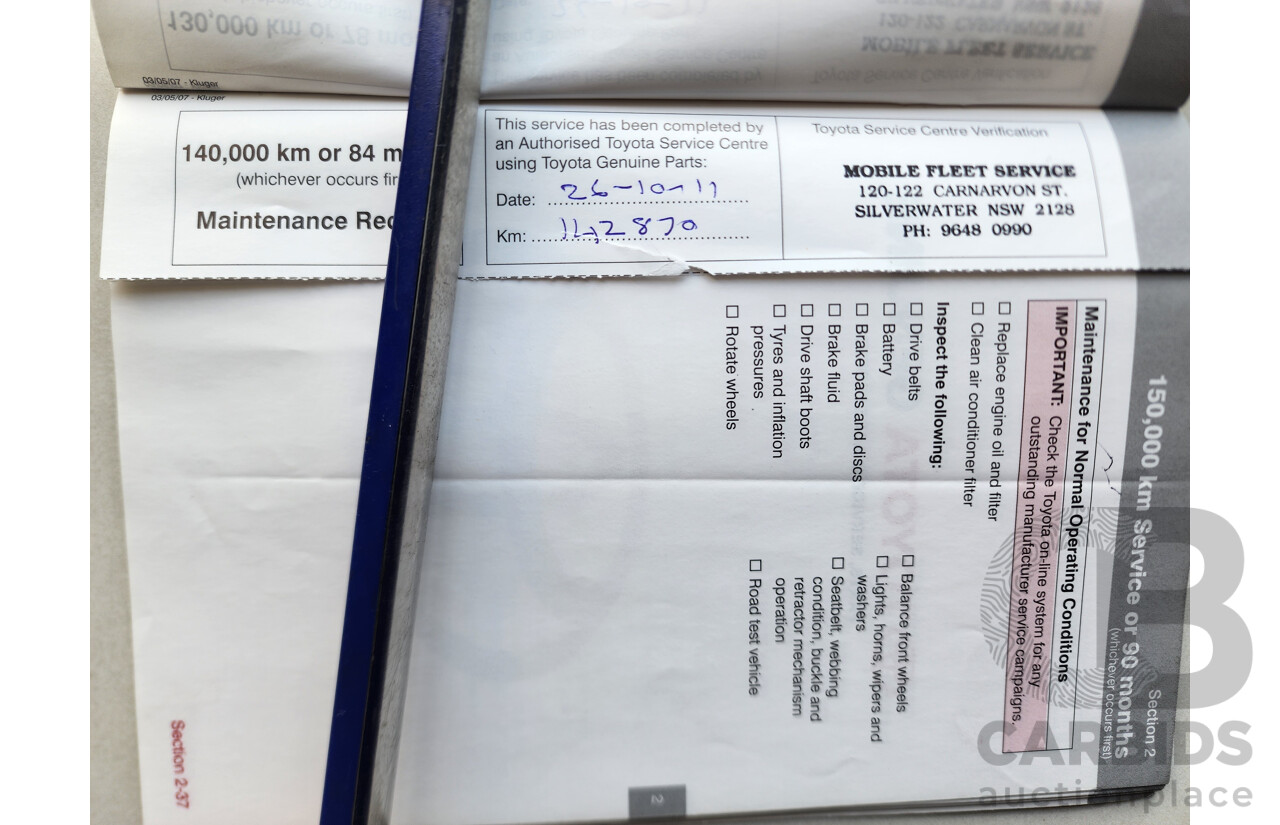 130,000 km or 78 mo
MOBILE FLEET SERVICE
03/05/07 - Kluger
03/05/07 - Kluger
140,000 km or 84 m
(whichever occurs fir
Maintenance Rec
This service has been completed by
an Authorised Toyota Service Centre
using Toyota Genuine Parts:
Date: 26-10-11
Km: 142870
Toyota Service Centre Verification
MOBILE FLEET SERVICE
120-122 CARNARVON ST.
SILVERWATER NSW 2128
PH: 9648 0990
Section 2
150,000 km Service or 90 months
(whichever occurs first)
Maintenance for Normal Operating Conditions
IMPORTANT: Check the Toyota on-line system for any
outstanding manufacturer service campaigns.
☐ Replace engine oil and filter
☐ Clean air conditioner filter
Inspect the following:
☐ Drive belts
☐ Battery
☐ Brake pads and discs
☐ Brake fluid
☐ Drive shaft boots
☐ Tyres and inflation
pressures
☐ Rotate wheels
☐ Balance front wheels
☐ Lights, horns, wipers and
washers
☐ Seatbelt, webbing
condition, buckle and
retractor mechanism
operation
☐ Road test vehicle
2
Section 2-37
CB
CARBIDS
auctionplace